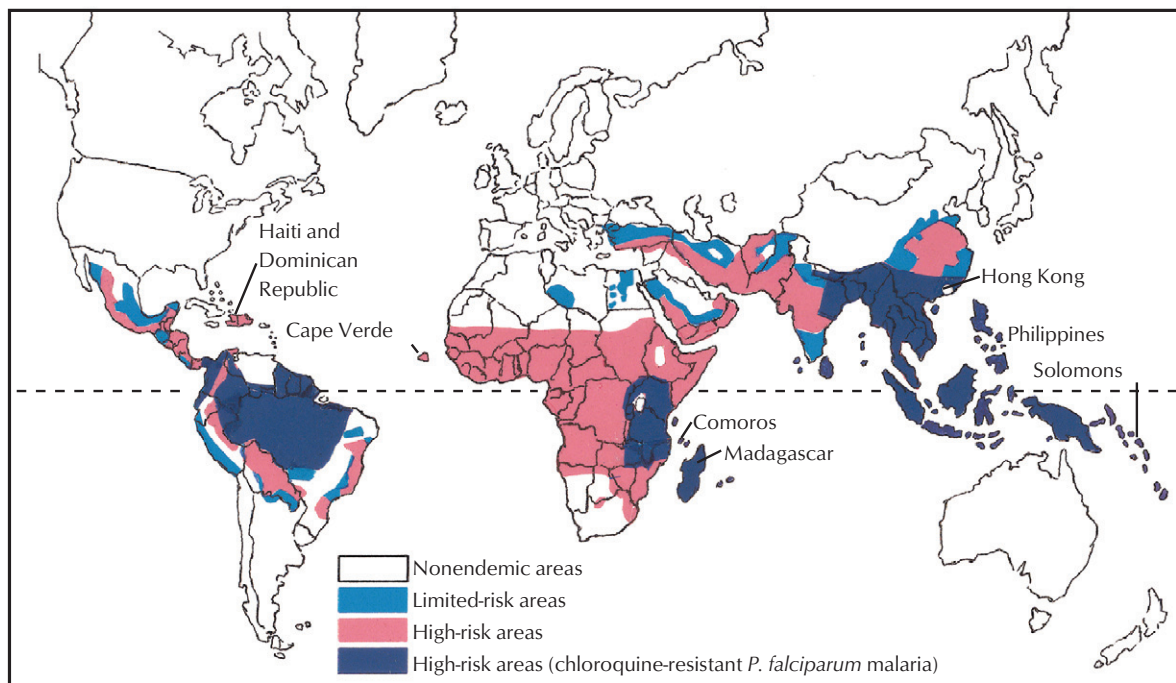 Haiti and
Dominican
Republic
Cape Verde
Hong Kong
Philippines
Solomons
Comoros
Madagascar
Nonendemic areas
Limited-risk areas
High-risk areas
High-risk areas (chloroquine-resistant P. falciparum malaria)